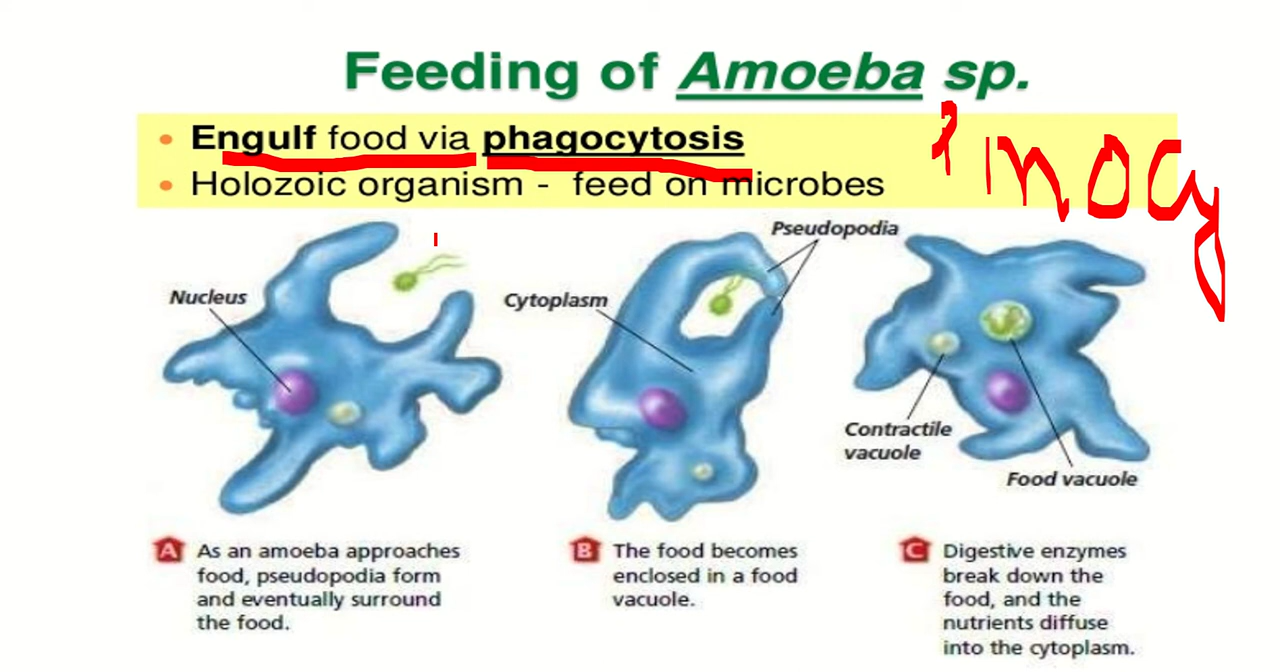 Feeding of Amoeba sp.
• Engulf food via phagocytosis
• Holozoic organism - feed on microbes
Pinocy
Pseudopodia
Nucleus
Cytoplasm
Contractile
vacuole
Food vacuole
A As an amoeba approaches
food, pseudopodia form
and eventually surround
the food.
B The food becomes
enclosed in a food
vacuole.
C Digestive enzymes
break down the
food, and the
nutrients diffuse
into the cytoplasm.